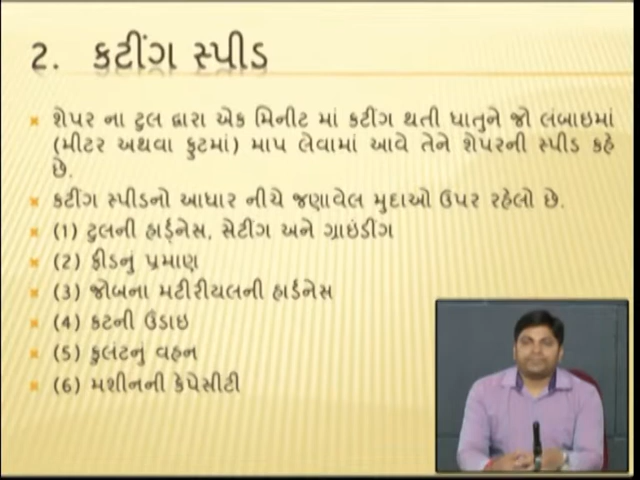 2. કટીંગ સ્પીડ
શેપર ના ટુલ દ્વારા એક મિનીટ માં કટીંગ થતી ધાતુને જો લંબાઇમાં
(મીટર અથવા ફુટમાં) માપ લેવામાં આવે તેને શેપરની સ્પીડ કહે
છે.
કટીંગ સ્પીડનો આધાર નીચે જણાવેલ મુદાઓ ઉપર રહેલો છે.
(1) ટુલની હાર્ડ્નેસ, સેટીંગ અને ગ્રાઇંડીંગ
(2) ફીડનું પ્રમાણ
(3) જોબના મટીરીયલની હાર્ડનેસ
(4) કટની ઉંડાઇ
(5) કુલંટનું વહન
(6) મશીનની કેપેસીટી